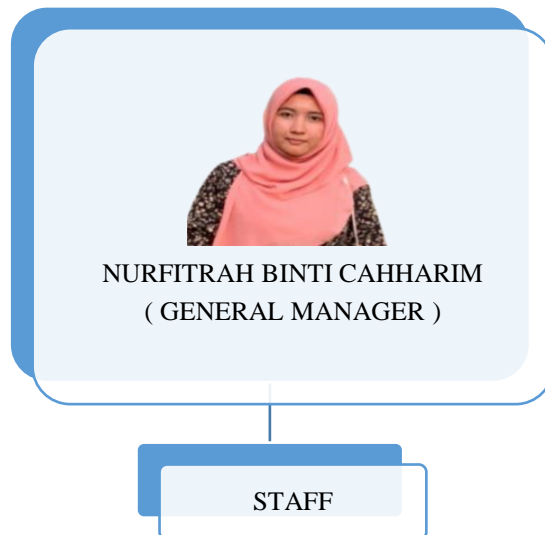 NURFITRAH BINTI CAHHARIM
( GENERAL MANAGER )
STAFF